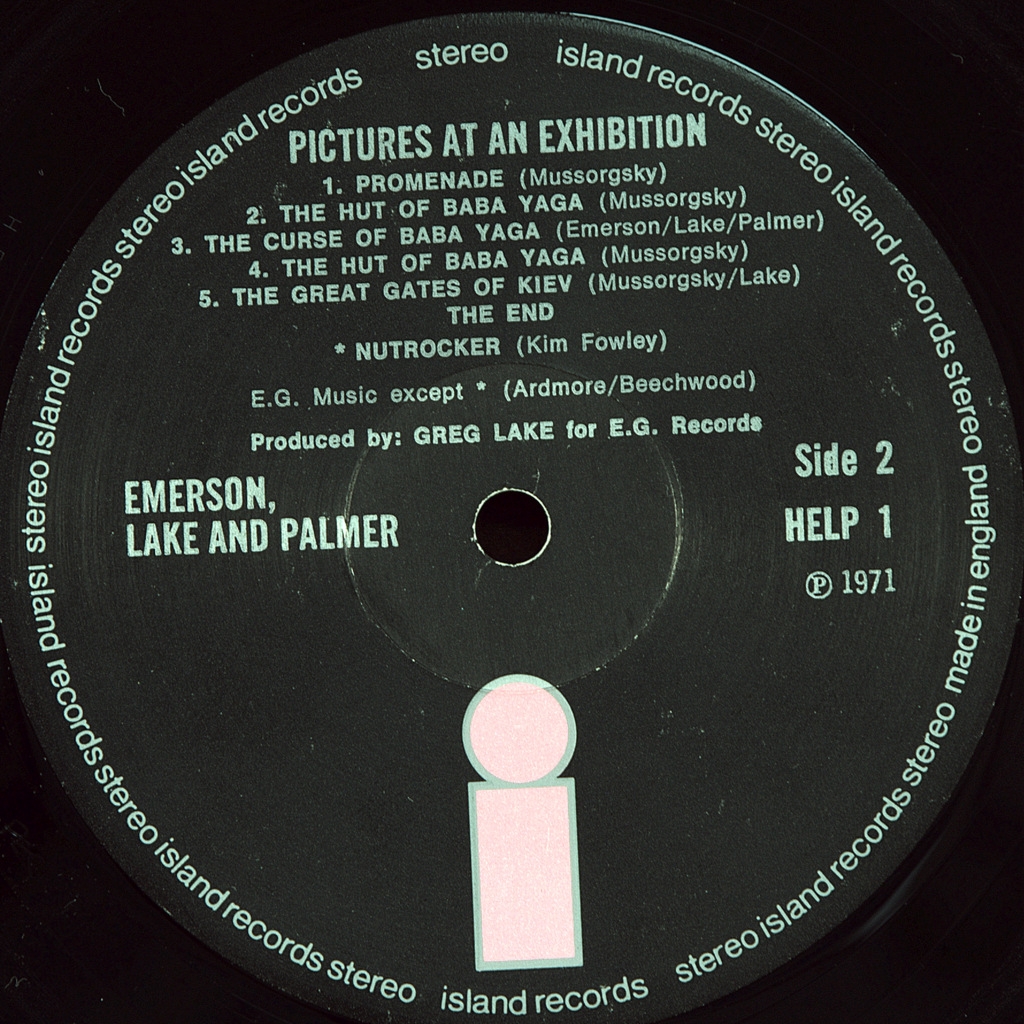 stereo island records stereo island records stereo island records stereo made in england
stereo island records stereo island records stereo island records stereo island records stereo island records
PICTURES AT AN EXHIBITION
1. PROMENADE (Mussorgsky)
2. THE HUT OF BABA YAGA (Mussorgsky)
3. THE CURSE OF BABA YAGA (Emerson/Lake/Palmer)
4. THE HUT OF BABA YAGA (Mussorgsky)
5. THE GREAT GATES OF KIEV (Mussorgsky/Lake)
THE END
* NUTROCKER (Kim Fowley)
E.G. Music except * (Ardmore/Beechwood)
Produced by: GREG LAKE for E.G. Records
EMERSON,
LAKE AND PALMER
Side 2
HELP 1
Ⓟ 1971